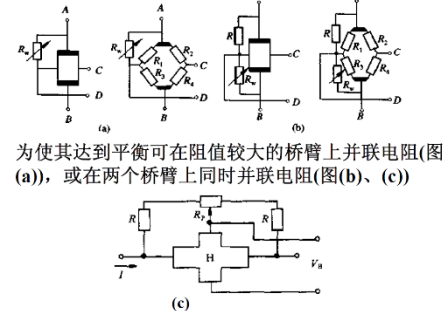 A
A
R_w
C
D
B
(a)
R_w
R_1
R_2
R_3
R_4
C
D
B
R
R_w
C
D
B
(b)
R
R_w
R_1
R_2
R_3
R_4
C
D
B
为使其达到平衡可在阻值较大的桥臂上并联电阻(图
(a))，或在两个桥臂上同时并联电阻(图(b)、(c))
R
R_P
R
H
I
V_H
(c)